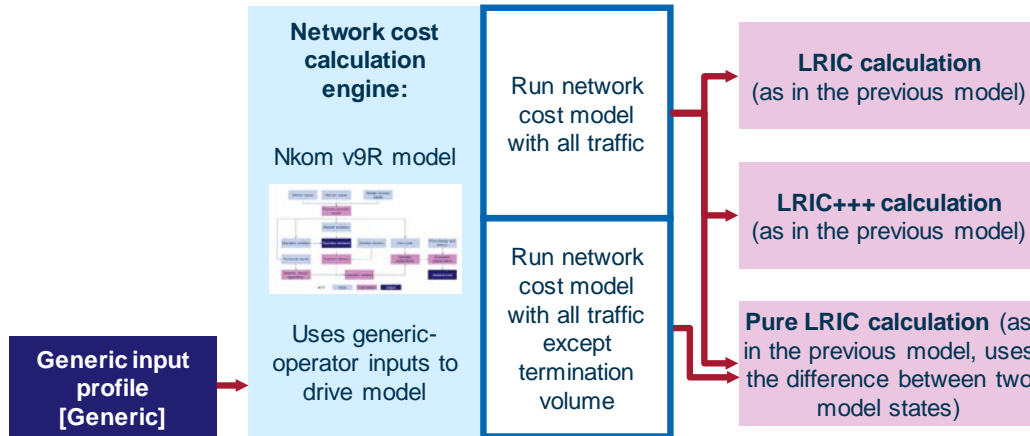 Network cost
calculation
engine:
Nkom v9R model
Uses generic-
operator inputs to
drive model
Generic input
profile
[Generic]
Run network
cost model
with all traffic
Run network
cost model
with all traffic
except
termination
volume
LRIC calculation
(as in the previous model)
LRIC+++ calculation
(as in the previous model)
Pure LRIC calculation (as
in the previous model, uses
the difference between two
model states)